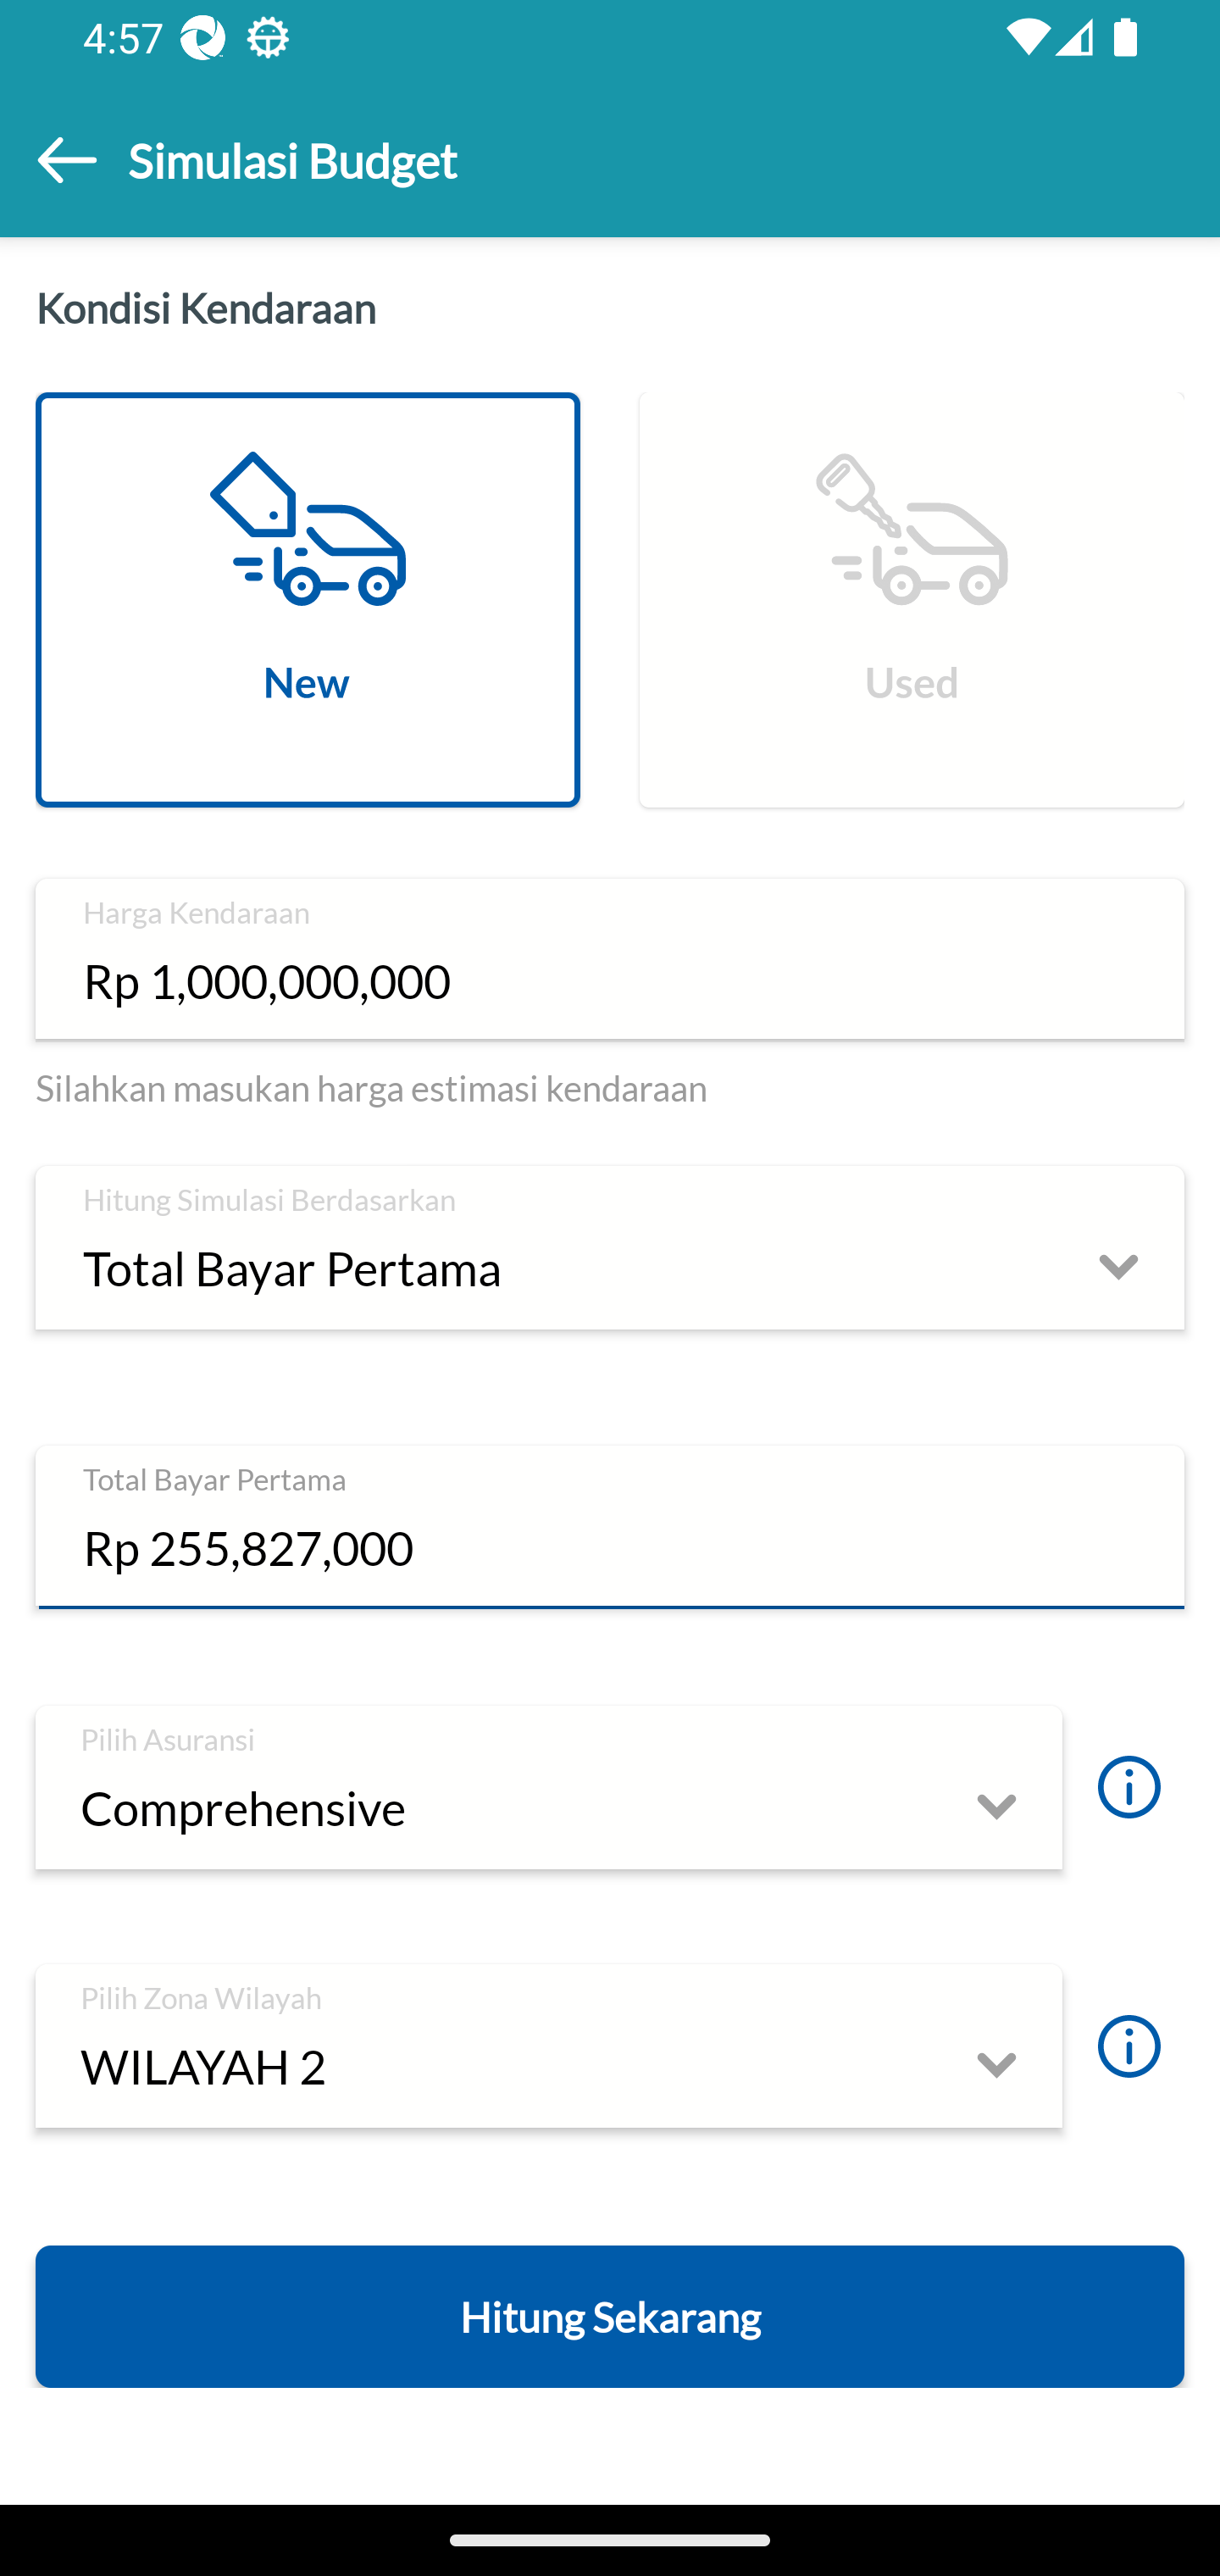 4:57
Simulasi Budget
Kondisi Kendaraan
New
Used
Harga Kendaraan
Rp 1,000,000,000
Silahkan masukan harga estimasi kendaraan
Hitung Simulasi Berdasarkan
Total Bayar Pertama
Total Bayar Pertama
Rp 255,827,000
Pilih Asuransi
Comprehensive
Pilih Zona Wilayah
WILAYAH 2
Hitung Sekarang